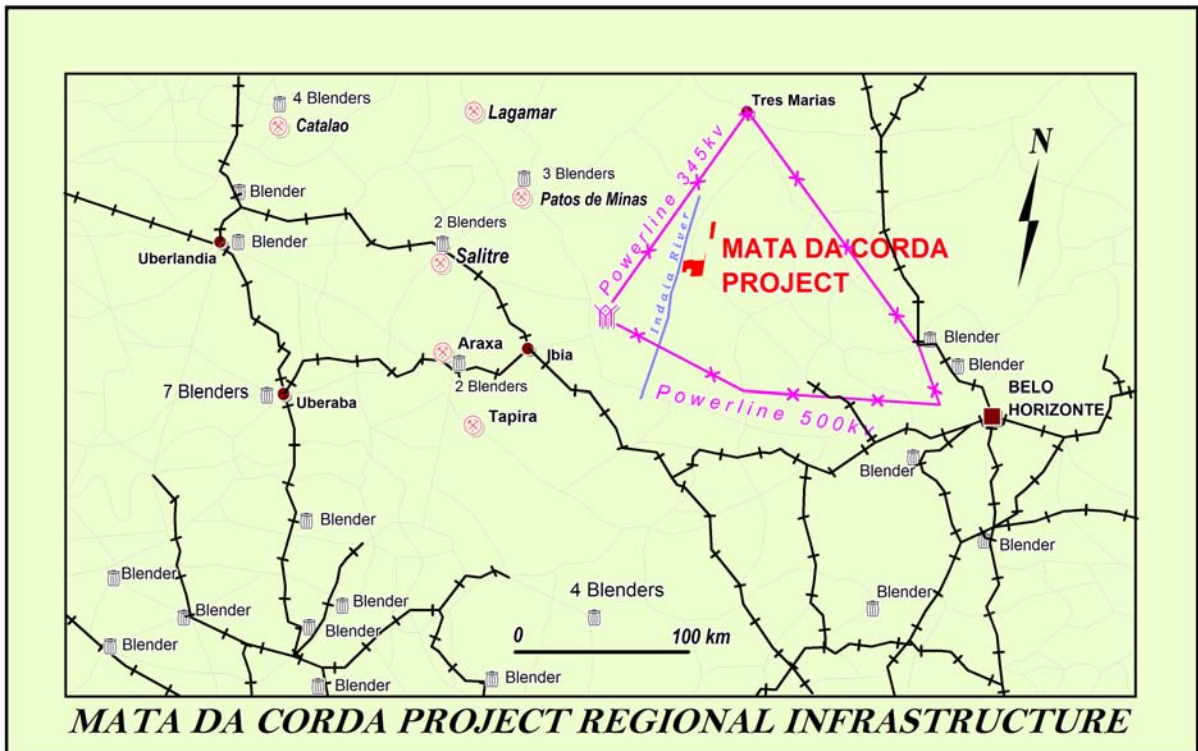 4 Blenders
Catalao
Lagamar
Tres Marias
N
3 Blenders
Patos de Minas
Blender
2 Blenders
Salitre
Blender
Uberlandia
Powerline 345kv
Indaia River
MATA DA CORDA
PROJECT
Araxa
Ibia
2 Blenders
Blender
Blender
7 Blenders
Uberaba
Tapira
Powerline 500kv
BELO
HORIZONTE
Blender
Blender
Blender
Blender
Blender
Blender
Blender
Blender
Blender
4 Blenders
Blender
0
100 km
Blender
Blender
MATA DA CORDA PROJECT REGIONAL INFRASTRUCTURE